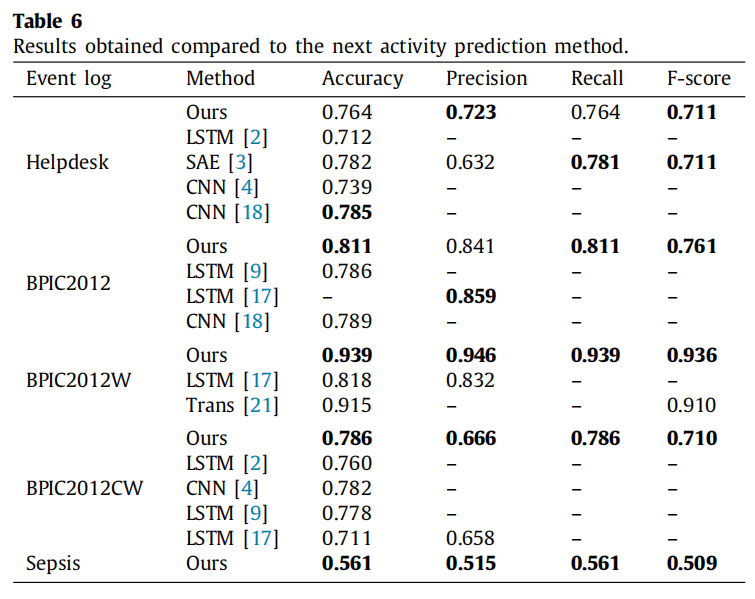 Table 6
Results obtained compared to the next activity prediction method.
Event log Method Accuracy Precision Recall F-score
Ours 0.764 0.723 0.764 0.711
LSTM [2] 0.712 – – –
Helpdesk SAE [3] 0.782 0.632 0.781 0.711
CNN [4] 0.739 – – –
CNN [18] 0.785 – – –
Ours 0.811 0.841 0.811 0.761
LSTM [9] 0.786 – – –
BPIC2012
LSTM [17] – 0.859 – –
CNN [18] 0.789 – – –
Ours 0.939 0.946 0.939 0.936
BPIC2012W LSTM [17] 0.818 0.832 – –
Trans [21] 0.915 – – 0.910
Ours 0.786 0.666 0.786 0.710
LSTM [2] 0.760 – – –
BPIC2012CW CNN [4] 0.782 – – –
LSTM [9] 0.778 – – –
LSTM [17] 0.711 0.658 – –
Sepsis Ours 0.561 0.515 0.561 0.509